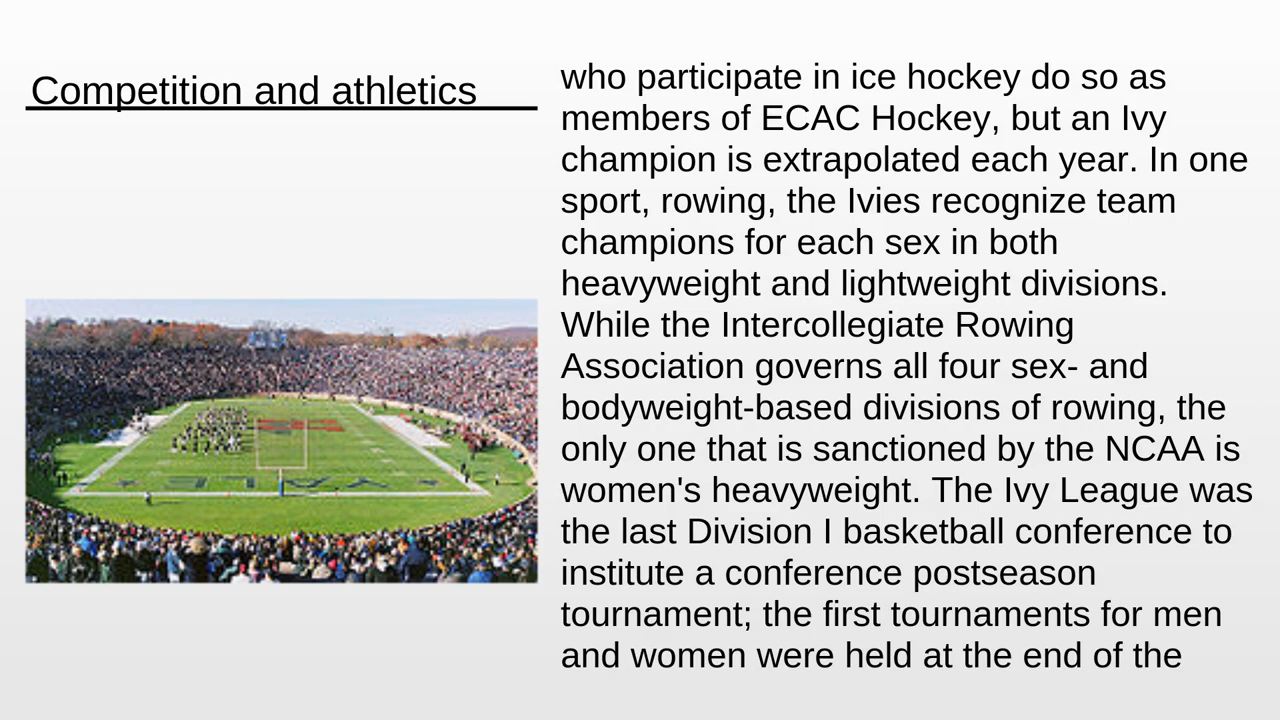 Competition and athletics
who participate in ice hockey do so as
members of ECAC Hockey, but an Ivy
champion is extrapolated each year. In one
sport, rowing, the Ivies recognize team
champions for each sex in both
heavyweight and lightweight divisions.
While the Intercollegiate Rowing
Association governs all four sex- and
bodyweight-based divisions of rowing, the
only one that is sanctioned by the NCAA is
women's heavyweight. The Ivy League was
the last Division I basketball conference to
institute a conference postseason
tournament; the first tournaments for men
and women were held at the end of the